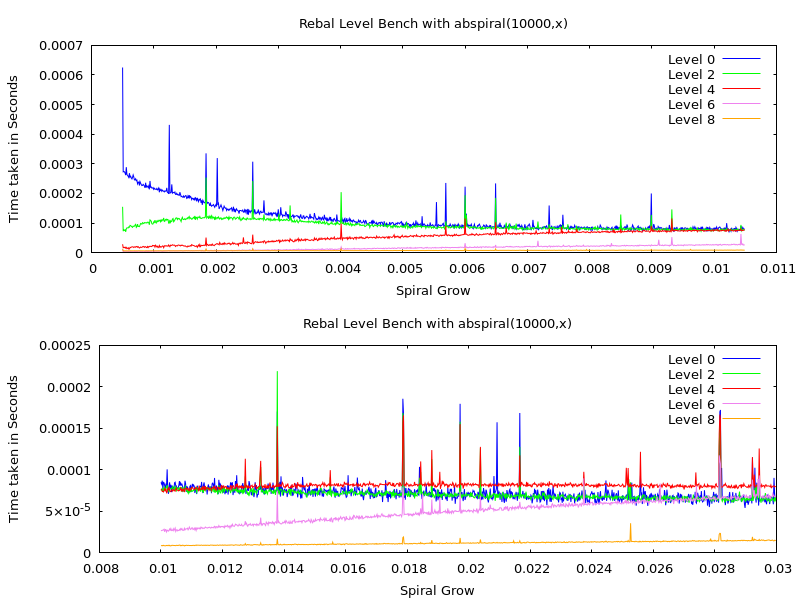 Rebal Level Bench with abspiral(10000,x)
0.0007
0.0006
0.0005
0.0004
0.0003
0.0002
0.0001
0
Time taken in Seconds
Level 0
Level 2
Level 4
Level 6
Level 8
0 0.001 0.002 0.003 0.004 0.005 0.006 0.007 0.008 0.009 0.01 0.011
Spiral Grow
Rebal Level Bench with abspiral(10000,x)
0.00025
0.0002
0.00015
0.0001
5×10⁻⁵
0
Time taken in Seconds
Level 0
Level 2
Level 4
Level 6
Level 8
0.008 0.01 0.012 0.014 0.016 0.018 0.02 0.022 0.024 0.026 0.028 0.03
Spiral Grow